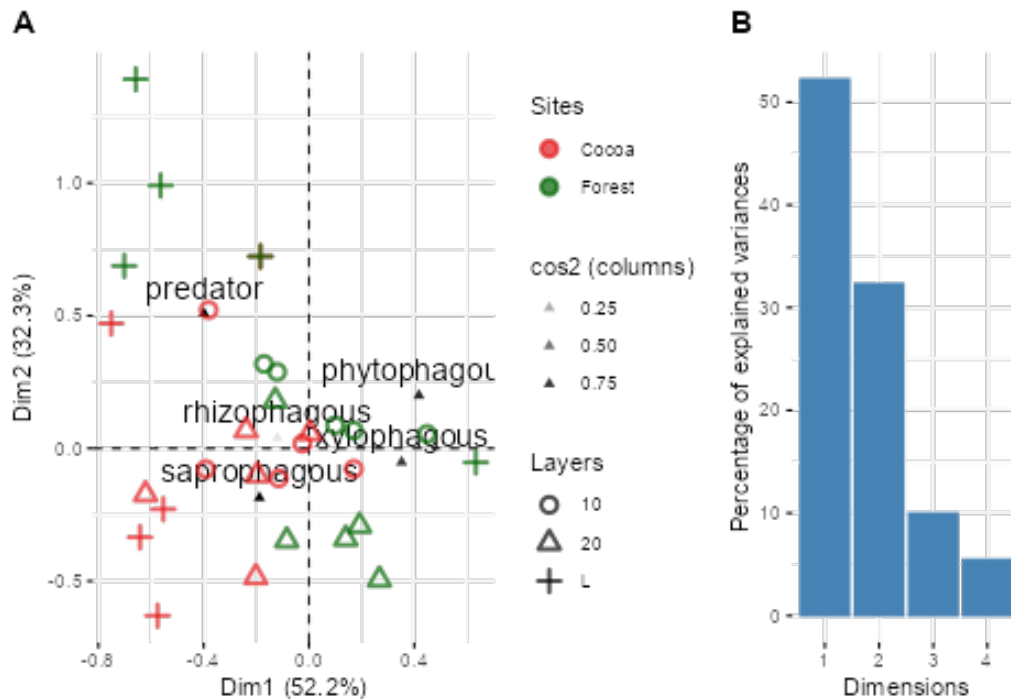 A
B
1.0
0.5
0.0
-0.5
Dim2 (32.3%)
predator
phytophagou
rhizophagous
xylophagous
saprophagous
-0.8
-0.4
0.0
0.4
Dim1 (52.2%)
Sites
Cocoa
Forest
cos2 (columns)
0.25
0.50
0.75
Layers
10
20
L
Percentage of explained variances
50
40
30
20
10
0
1
2
3
4
Dimensions